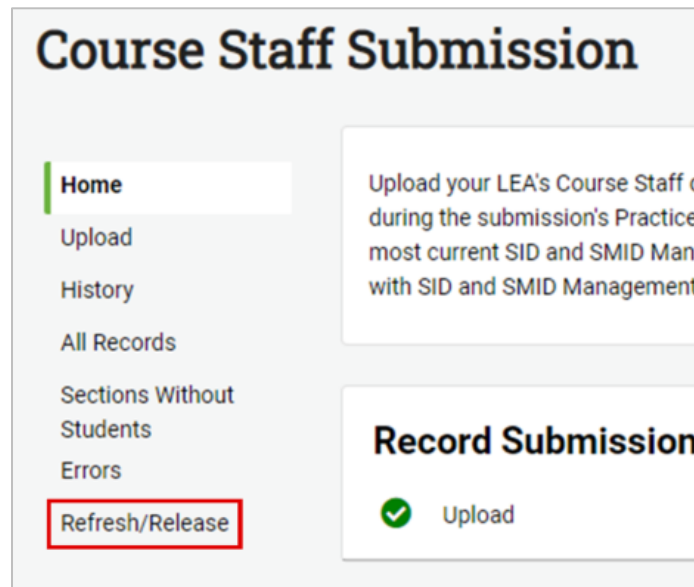 Course Staff Submission
Home
Upload
History
All Records
Sections Without
Students
Errors
Refresh/Release
Upload your LEA's Course Staff
during the submission's Practice
most current SID and SMID Man
with SID and SMID Management
Record Submission
Upload